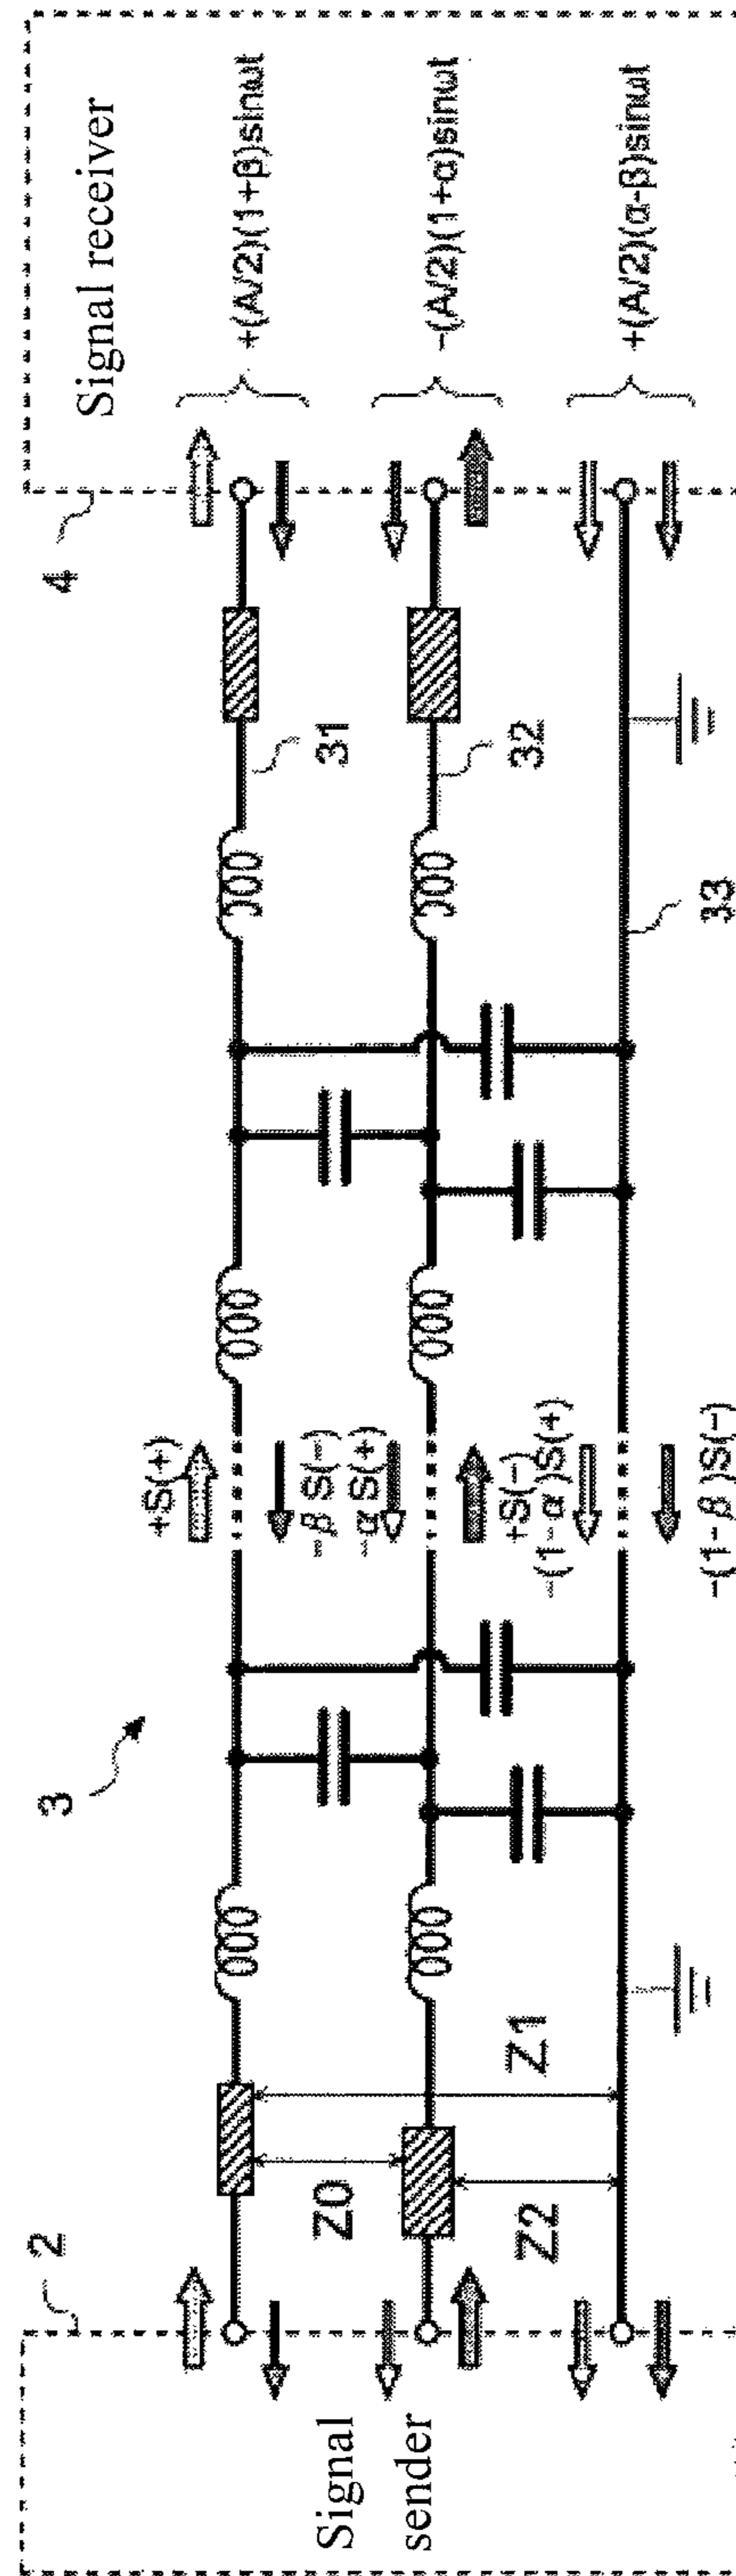 Signal receiver
4
+(A/2)(1+β)sinωt
-(A/2)(1+α)sinωt
+(A/2)(α-β)sinωt
31
32
33
+S(+)
-β S(-)
-α S(+)
+S(-)
-(1-α)S(+)
-(1-β)S(-)
3
Z0
Z1
Z2
2
Signal
sender